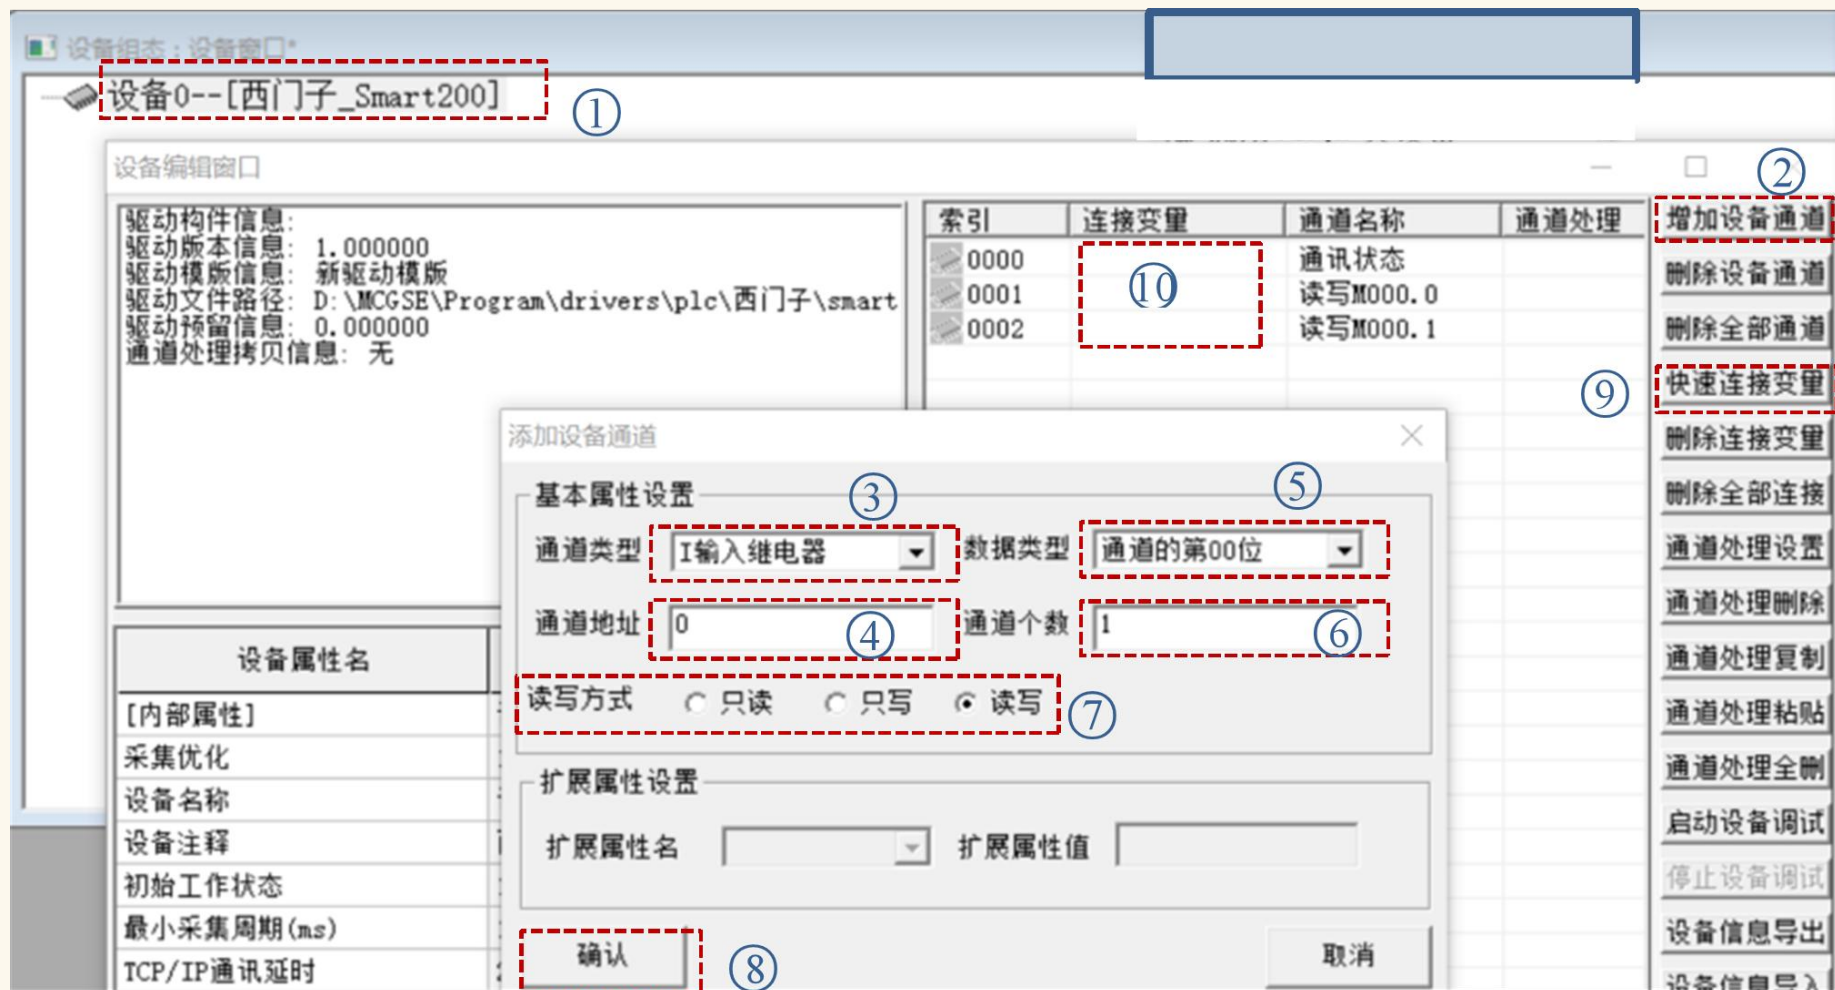 设备组态：设备窗口*
设备0--[西门子_Smart200]
①
设备编辑窗口
②
驱动构件信息:
驱动版本信息: 1.000000
驱动模版信息: 新驱动模版
驱动文件路径: D:\MCGSE\Program\drivers\plc\西门子\smart
驱动预留信息: 0.000000
通道处理拷贝信息: 无
索引 连接变量 通道名称 通道处理
0000 通讯状态
0001 读写M000.0
0002 读写M000.1
⑩
增加设备通道
删除设备通道
删除全部通道
⑨
快速连接变量
删除连接变量
删除全部连接
通道处理设置
通道处理删除
通道处理复制
通道处理粘贴
通道处理全删
启动设备调试
停止设备调试
设备信息导出
设备信息导入
添加设备通道
基本属性设置
③
⑤
通道类型 I输入继电器 数据类型 通道的第00位
通道地址 0 ④ 通道个数 1 ⑥
读写方式 只读 只写 读写 ⑦
扩展属性设置
扩展属性名 扩展属性值
确认 ⑧ 取消
设备属性名
[内部属性]
采集优化
设备名称
设备注释
初始工作状态
最小采集周期(ms)
TCP/IP通讯延时